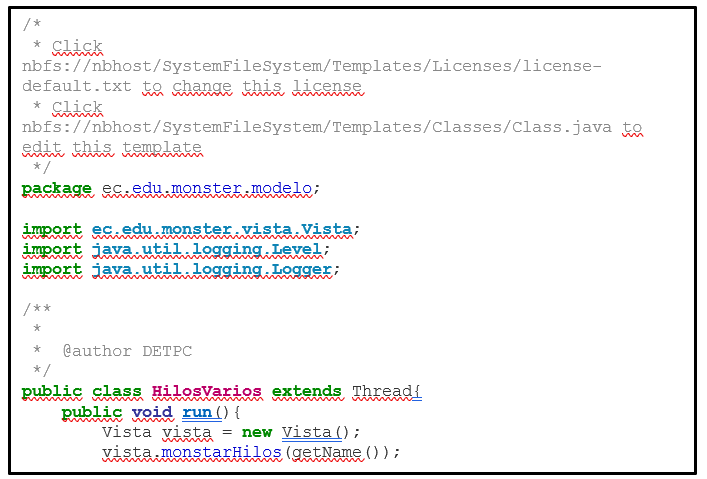 /*
 * Click
nbfs://nbhost/SystemFileSystem/Templates/Licenses/license-
default.txt to change this license
 * Click
nbfs://nbhost/SystemFileSystem/Templates/Classes/Class.java to
edit this template
 */
package ec.edu.monster.modelo;

import ec.edu.monster.vista.Vista;
import java.util.logging.Level;
import java.util.logging.Logger;

/**
 *
 *  @author DETPC
 */
public class HilosVarios extends Thread{
    public void run(){
        Vista vista = new Vista();
        vista.monstarHilos(getName());